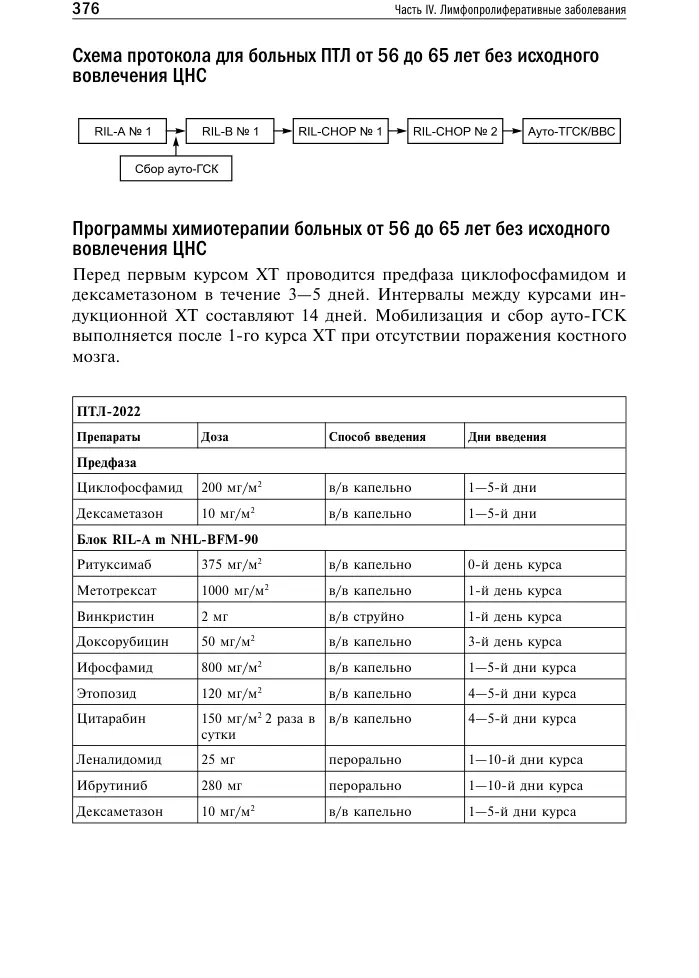 376
Часть IV. Лимфопролиферативные заболевания
Схема протокола для больных ПТЛ от 56 до 65 лет без исходного
вовлечения ЦНС
RIL-A № 1
RIL-B № 1
RIL-CHOP № 1
RIL-CHOP № 2
Ауто-ТГСК/ВВС
Сбор ауто-ГСК
Программы химиотерапии больных от 56 до 65 лет без исходного
вовлечения ЦНС
Перед первым курсом ХТ проводится предфаза циклофосфамидом и
дексаметазоном в течение 3—5 дней. Интервалы между курсами ин-
дукционной ХТ составляют 14 дней. Мобилизация и сбор ауто-ГСК
выполняется после 1-го курса ХТ при отсутствии поражения костного
мозга.
ПТЛ-2022
Препараты Доза Способ введения Дни введения
Предфаза
Циклофосфамид 200 мг/м² в/в капельно 1—5-й дни
Дексаметазон 10 мг/м² в/в капельно 1—5-й дни
Блок RIL-A m NHL-BFM-90
Ритуксимаб 375 мг/м² в/в капельно 0-й день курса
Метотрексат 1000 мг/м² в/в капельно 1-й день курса
Винкристин 2 мг в/в струйно 1-й день курса
Доксорубицин 50 мг/м² в/в капельно 3-й день курса
Ифосфамид 800 мг/м² в/в капельно 1—5-й дни курса
Этопозид 120 мг/м² в/в капельно 4—5-й дни курса
Цитарабин 150 мг/м² 2 раза в в/в капельно 4—5-й дни курса
сутки
Леналидомид 25 мг перорально 1—10-й дни курса
Ибрутиниб 280 мг перорально 1—10-й дни курса
Дексаметазон 10 мг/м² в/в капельно 1—5-й дни курса